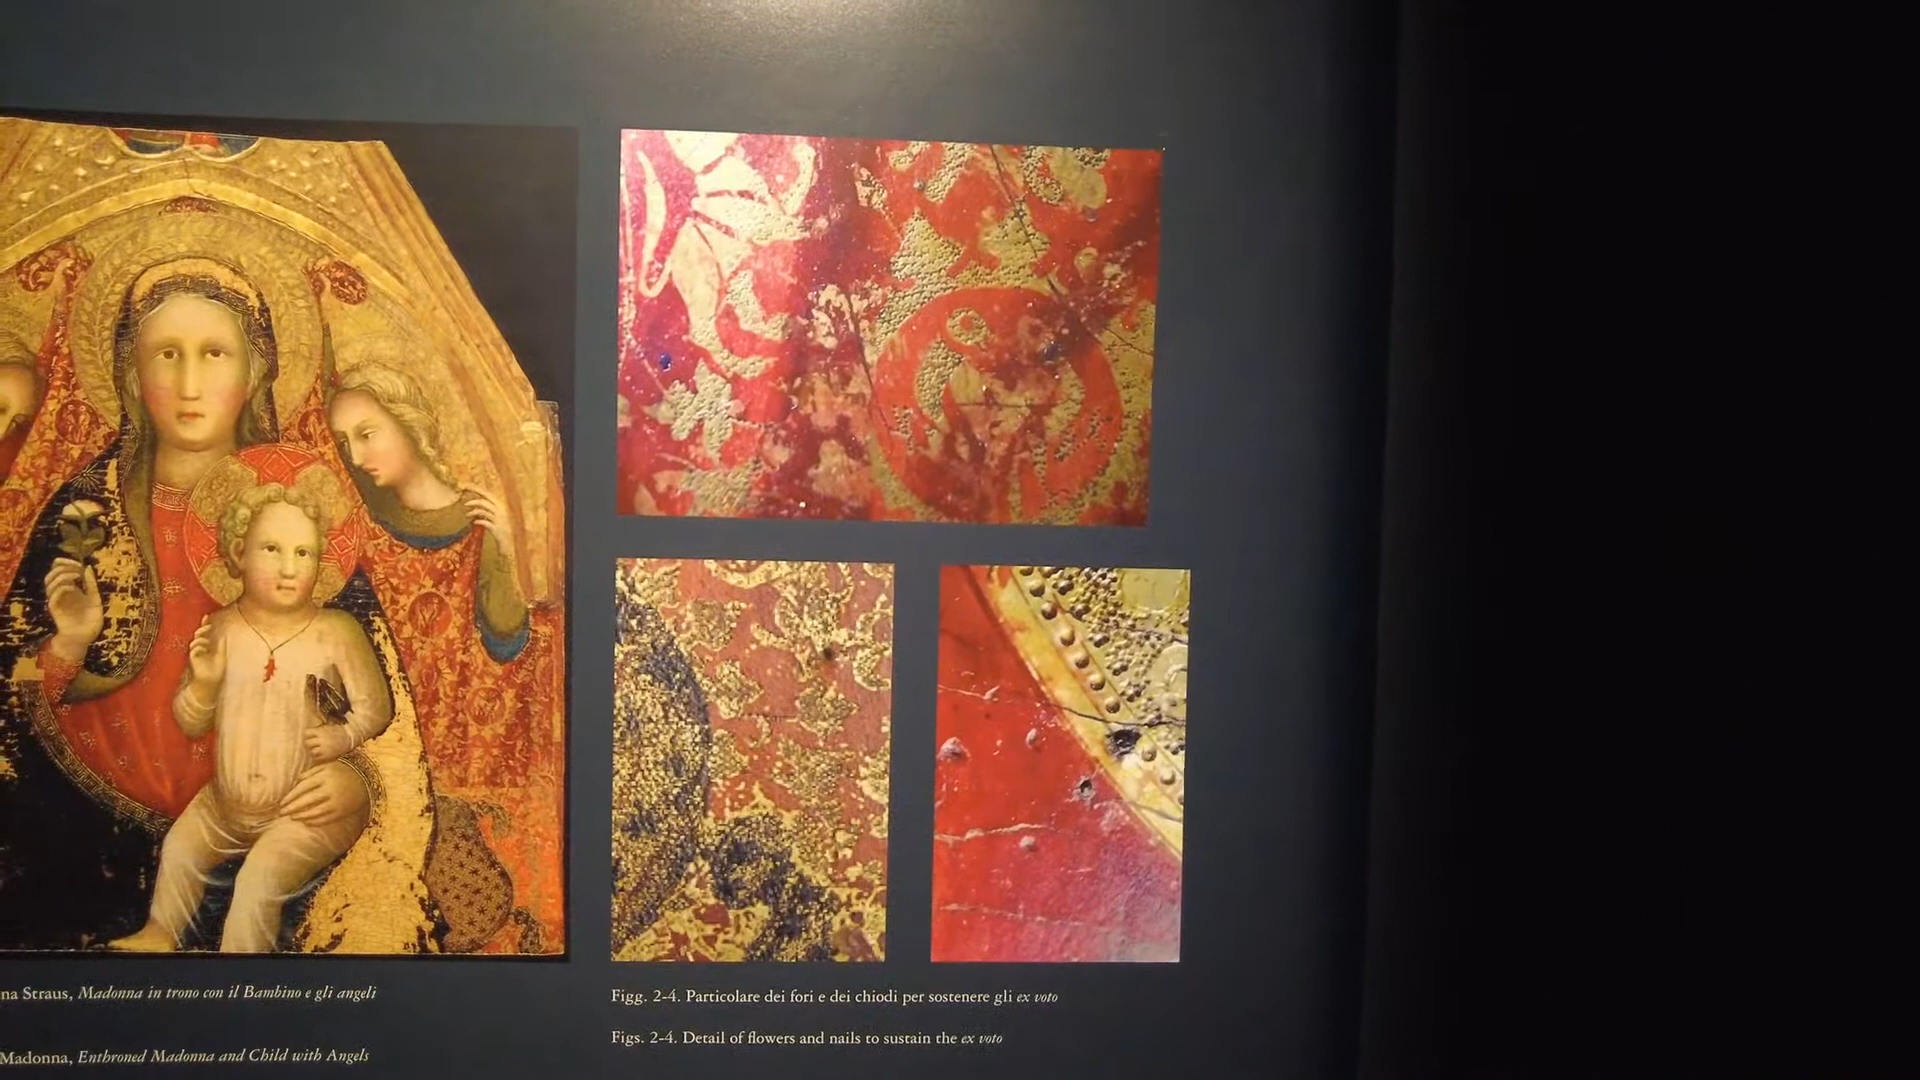 na Straus, Madonna in trono con il Bambino e gli angeli
Madonna, Enthroned Madonna and Child with Angels
Figg. 2-4. Particolare dei fori e dei chiodi per sostenere gli ex voto
Figs. 2-4. Detail of flowers and nails to sustain the ex voto